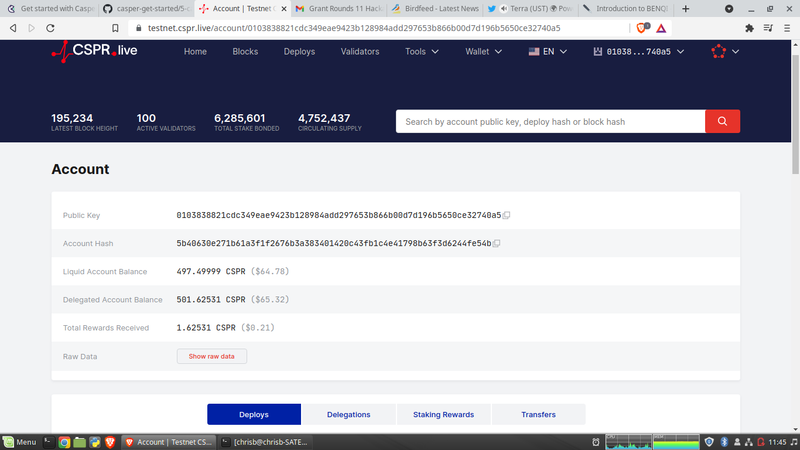 Get started with Casp
casper-get-started/5-c
Account | Testnet CS
Grant Rounds 11 Hack
Birdfeed - Latest News
Terra (UST) Pow
Introduction to BENQ
testnet.cspr.live/account/0103838821cdc349eae9423b128984add297653b866b00d7d196b5650ce32740a5
CSPR.live
Home
Blocks
Deploys
Validators
Tools
Wallet
EN
01038...740a5
195,234
LATEST BLOCK HEIGHT
100
ACTIVE VALIDATORS
6,285,601
TOTAL STAKE BONDED
4,752,437
CIRCULATING SUPPLY
Search by account public key, deploy hash or block hash
Account
Public Key 0103838821cdc349eae9423b128984add297653b866b00d7d196b5650ce32740a5
Account Hash 5b40630e271b61a3f1f2676b3a383401420c43fb1c4e41798b63f3d6244fe54b
Liquid Account Balance 497.49999 CSPR ($64.78)
Delegated Account Balance 501.62531 CSPR ($65.32)
Total Rewards Received 1.62531 CSPR ($0.21)
Raw Data Show raw data
Deploys
Delegations
Staking Rewards
Transfers
Menu
Account | Testnet CS...
[chrisb@chrisb-SATE...
CPU
11:45